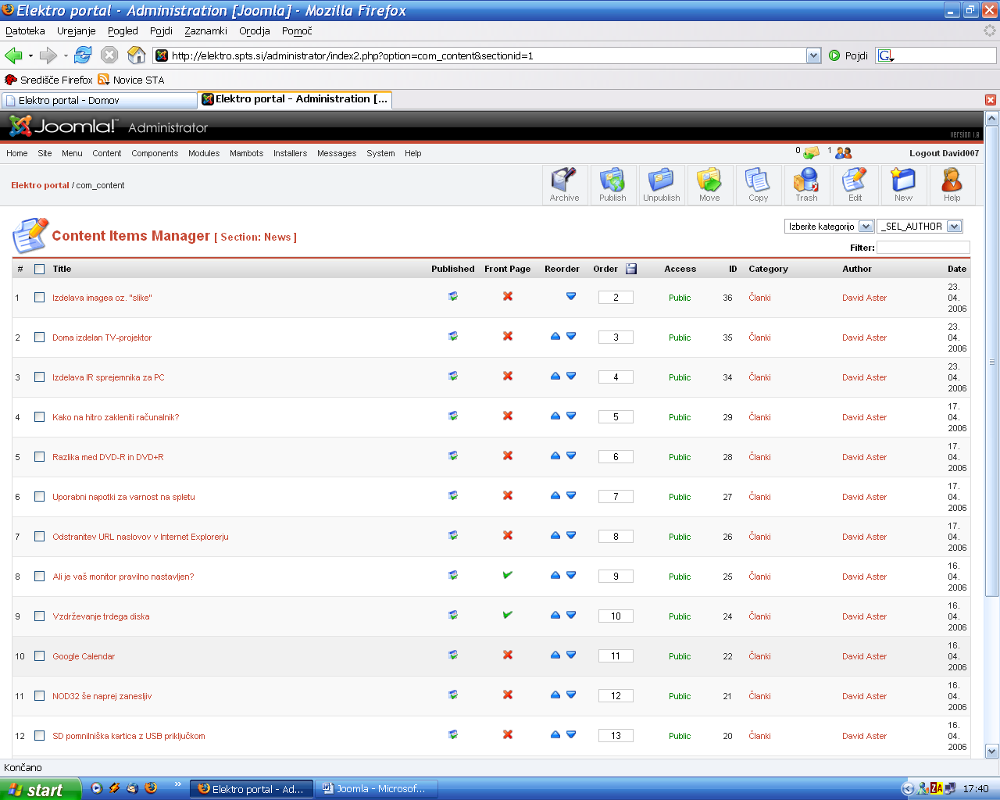 Elektro portal - Administration [Joomla] - Mozilla Firefox
Datoteka Urejanje Pogled Pojdi Zaznamki Orodja Pomoč
http://elektro.spts.si/administrator/index2.php?option=com_content&sectionid=1 Pojdi G
Središče Firefox Novice STA
Elektro portal - Domov Elektro portal - Administration [...
Joomla! Administrator
version 1.0
Home Site Menu Content Components Modules Mambots Installers Messages System Help 0 1 Logout David007
Elektro portal / com_content
Archive Publish Unpublish Move Copy Trash Edit New Help
Content Items Manager [ Section: News ]
Izberite kategorijo _SEL_AUTHOR
Filter:
# Title Published Front Page Reorder Order Access ID Category Author Date
1 Izdelava imagea oz. "slike" 2 Public 36 Članki David Aster 23. 04. 2006
2 Doma izdelan TV-projektor 3 Public 35 Članki David Aster 23. 04. 2006
3 Izdelava IR sprejemnika za PC 4 Public 34 Članki David Aster 23. 04. 2006
4 Kako na hitro zakleniti računalnik? 5 Public 29 Članki David Aster 17. 04. 2006
5 Razlika med DVD-R in DVD+R 6 Public 28 Članki David Aster 17. 04. 2006
6 Uporabni napotki za varnost na spletu 7 Public 27 Članki David Aster 17. 04. 2006
7 Odstranitev URL naslovov v Internet Explorerju 8 Public 26 Članki David Aster 17. 04. 2006
8 Ali je vaš monitor pravilno nastavljen? 9 Public 25 Članki David Aster 16. 04. 2006
9 Vzdrževanje trdega diska 10 Public 24 Članki David Aster 16. 04. 2006
10 Google Calendar 11 Public 22 Članki David Aster 16. 04. 2006
11 NOD32 še naprej zanesljiv 12 Public 21 Članki David Aster 16. 04. 2006
12 SD pomnilniška kartica z USB priključkom 13 Public 20 Članki David Aster 16. 04. 2006
Končano
start » Elektro portal - Ad... Joomla - Microsof... ZA 17:40